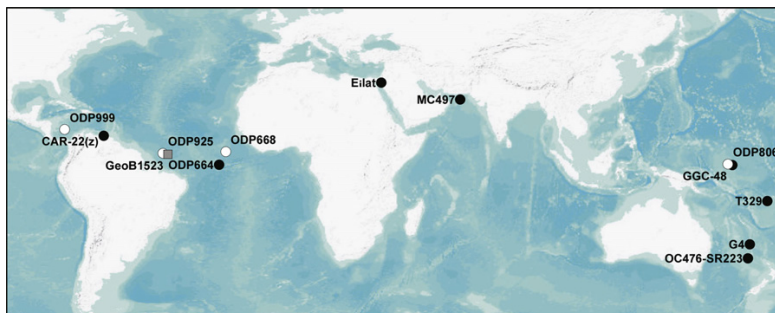 Eilat
MC497
ODP999
CAR-22(z)
ODP925
ODP668
GeoB1523
ODP664
ODP806
GGC-48
T329
G4
OC476-SR223